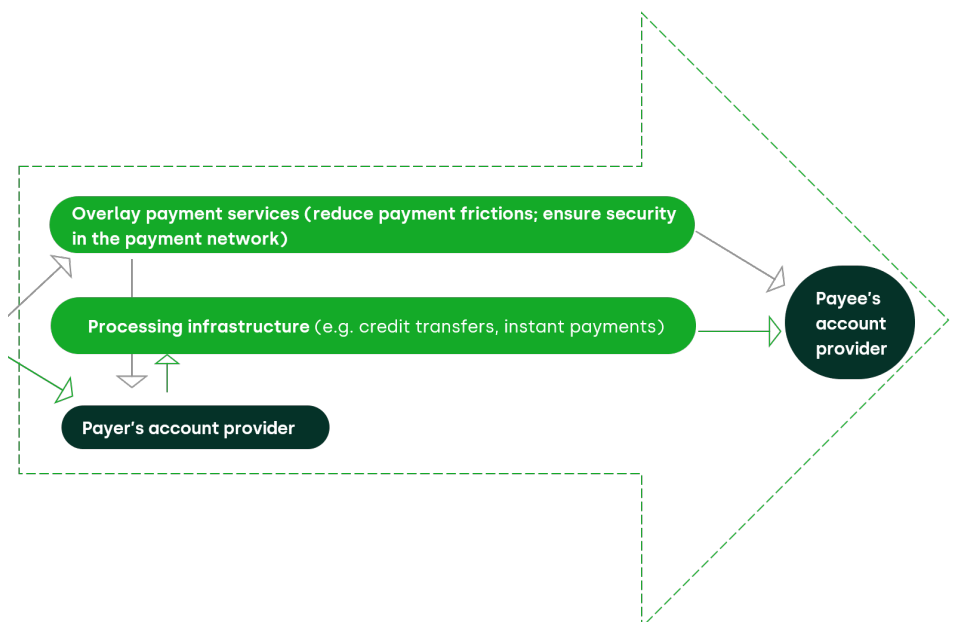 Overlay payment services (reduce payment frictions; ensure security
in the payment network)
Processing infrastructure (e.g. credit transfers, instant payments)
Payee’s
account
provider
Payer’s account provider